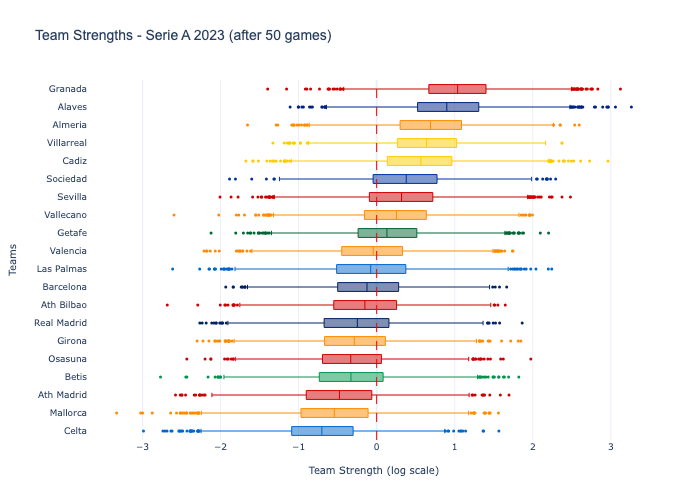 Team Strengths - Serie A 2023 (after 50 games)
Granada
Alaves
Almeria
Villarreal
Cadiz
Sociedad
Sevilla
Vallecano
Getafe
Valencia
Las Palmas
Barcelona
Ath Bilbao
Real Madrid
Girona
Osasuna
Betis
Ath Madrid
Mallorca
Celta
Teams
−3 −2 −1 0 1 2 3
Team Strength (log scale)